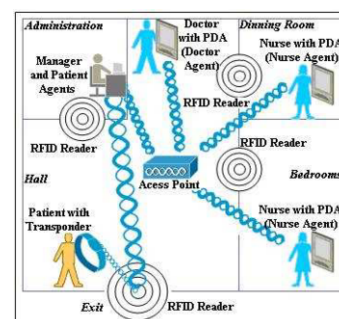 Administration
Doctor
with PDA
(Doctor
Agent)
Dinning Room
Manager
and Patient
Agents
Nurse with PDA
(Nurse Agent)
RFID Reader
RFID Reader
RFID Reader
Hall
Acess Point
Bedrooms
Patient with
Transponder
Nurse with PDA
(Nurse Agent)
Exit
RFID Reader